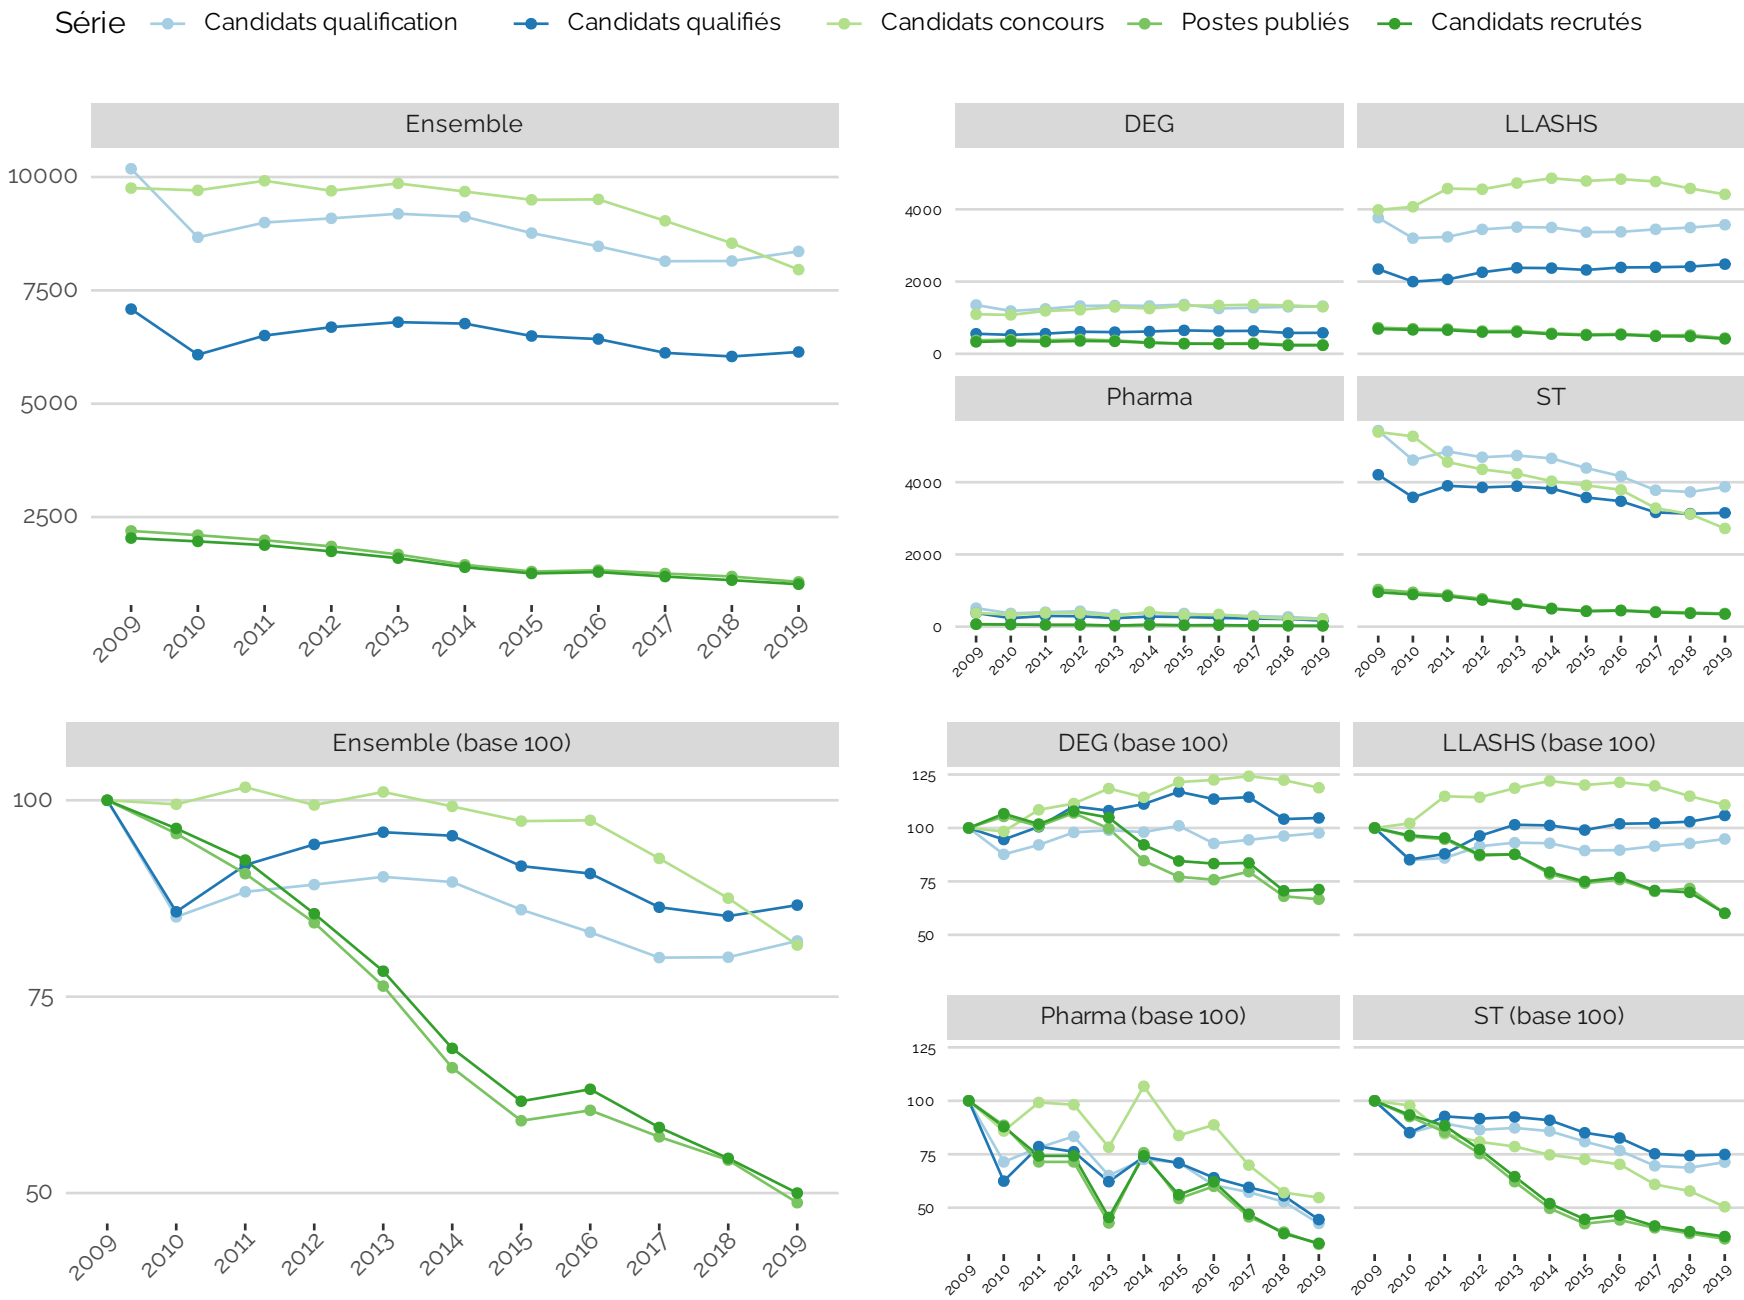 Série Candidats qualification Candidats qualifiés Candidats concours Postes publiés Candidats recrutés
Ensemble
10000
7500
5000
2500
2009 2010 2011 2012 2013 2014 2015 2016 2017 2018 2019
DEG LLASHS
4000
2000
0
Pharma ST
4000
2000
0
2009 2010 2011 2012 2013 2014 2015 2016 2017 2018 2019 2009 2010 2011 2012 2013 2014 2015 2016 2017 2018 2019
Ensemble (base 100)
100
75
50
2009 2010 2011 2012 2013 2014 2015 2016 2017 2018 2019
DEG (base 100) LLASHS (base 100)
125
100
75
50
Pharma (base 100) ST (base 100)
125
100
75
50
2009 2010 2011 2012 2013 2014 2015 2016 2017 2018 2019 2009 2010 2011 2012 2013 2014 2015 2016 2017 2018 2019